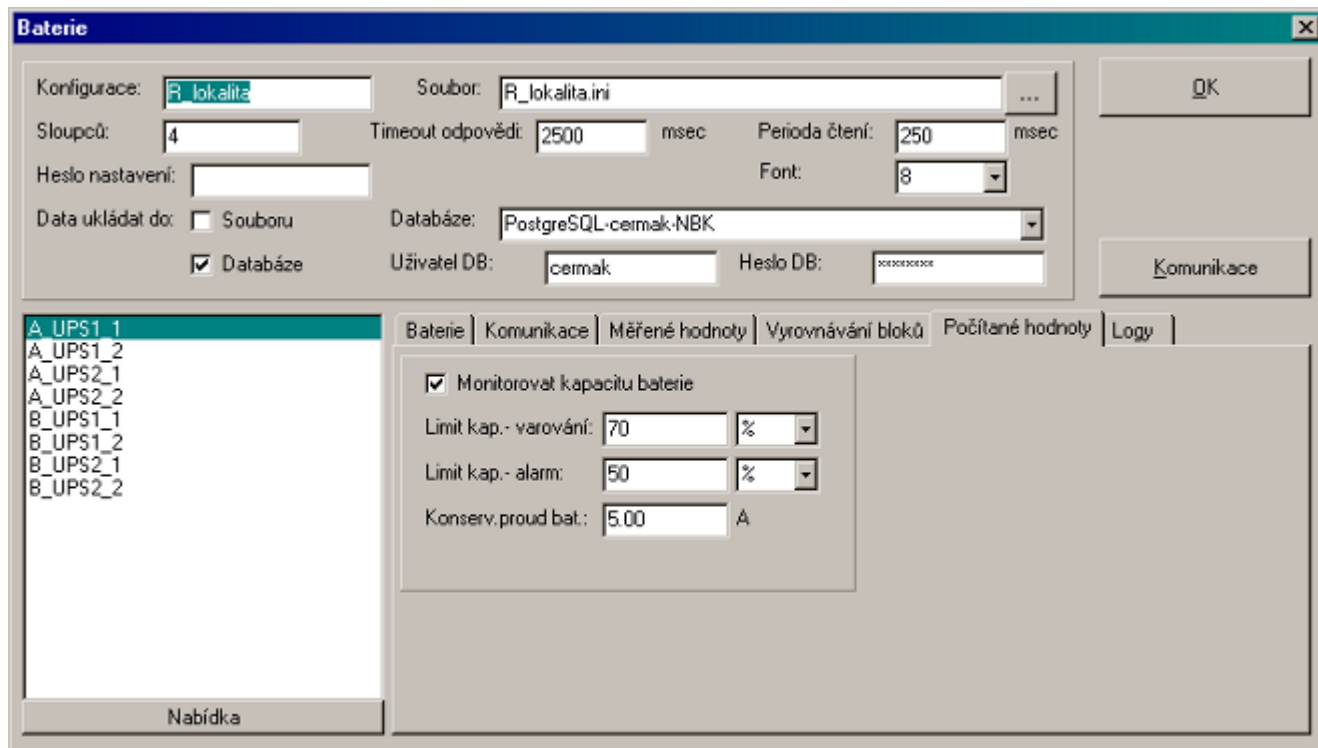 Baterie
Konfigurace: R_lokalita Soubor: R_lokalita.ini ... OK
Sloupců: 4 Timeout odpovědi: 2500 msec Perioda čtení: 250 msec
Heslo nastavení: Font: 8
Data ukládat do: Souboru Databáze: PostgreSQL-cermak-NBK
Databáze Uživatel DB: cermak Heslo DB: ******** Komunikace
A_UPS1_1
A_UPS1_2
A_UPS2_1
A_UPS2_2
B_UPS1_1
B_UPS1_2
B_UPS2_1
B_UPS2_2
Nabídka
Baterie Komunikace Měřené hodnoty Vyrovnávání bloků Počítané hodnoty Logy
Monitorovat kapacitu baterie
Limit kap.- varování: 70 %
Limit kap.- alarm: 50 %
Konserv.proud bat.: 5.00 A